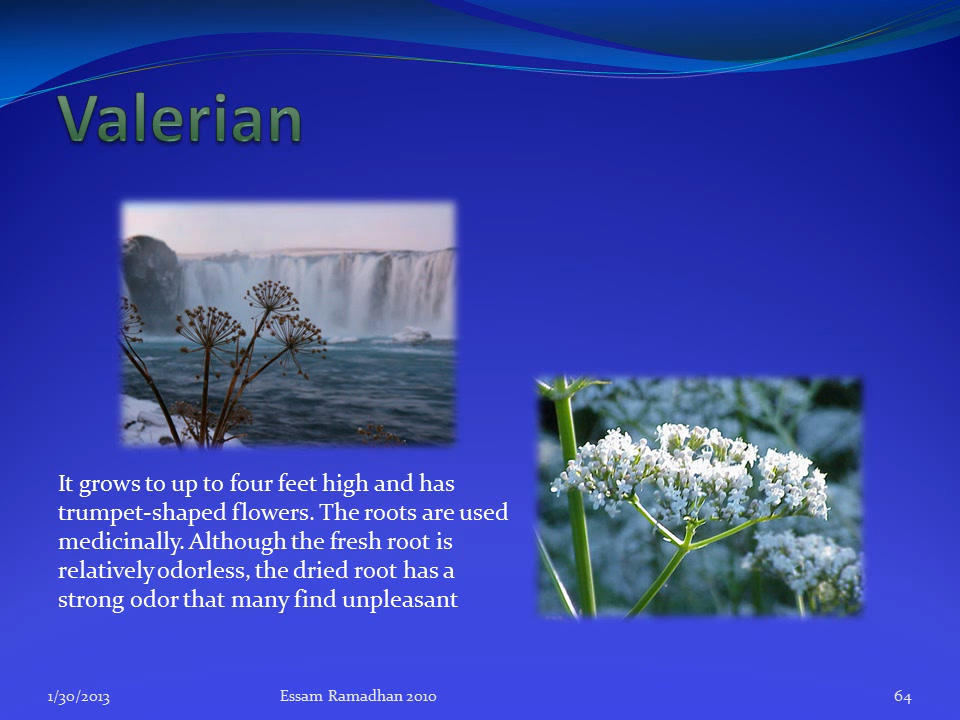 Valerian
It grows to up to four feet high and has
trumpet-shaped flowers. The roots are used
medicinally. Although the fresh root is
relatively odorless, the dried root has a
strong odor that many find unpleasant
1/30/2013
Essam Ramadhan 2010
64